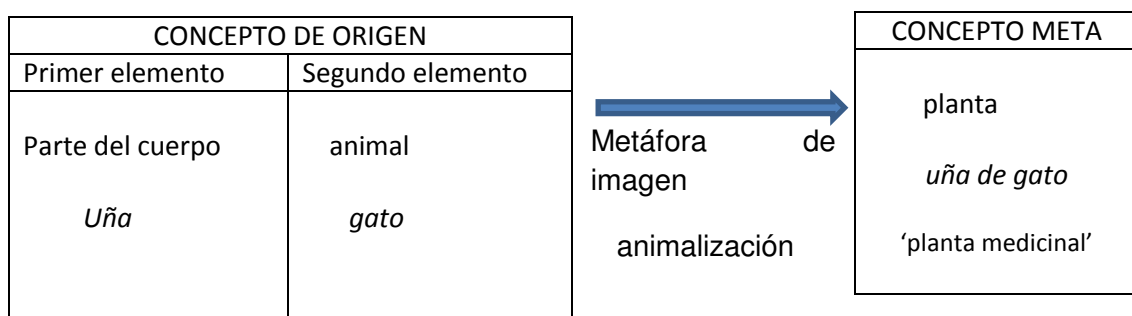 CONCEPTO DE ORIGEN
Primer elemento
Segundo elemento
Parte del cuerpo
animal
Uña
gato
Metáfora de
imagen
animalización
CONCEPTO META
planta
uña de gato
‘planta medicinal’